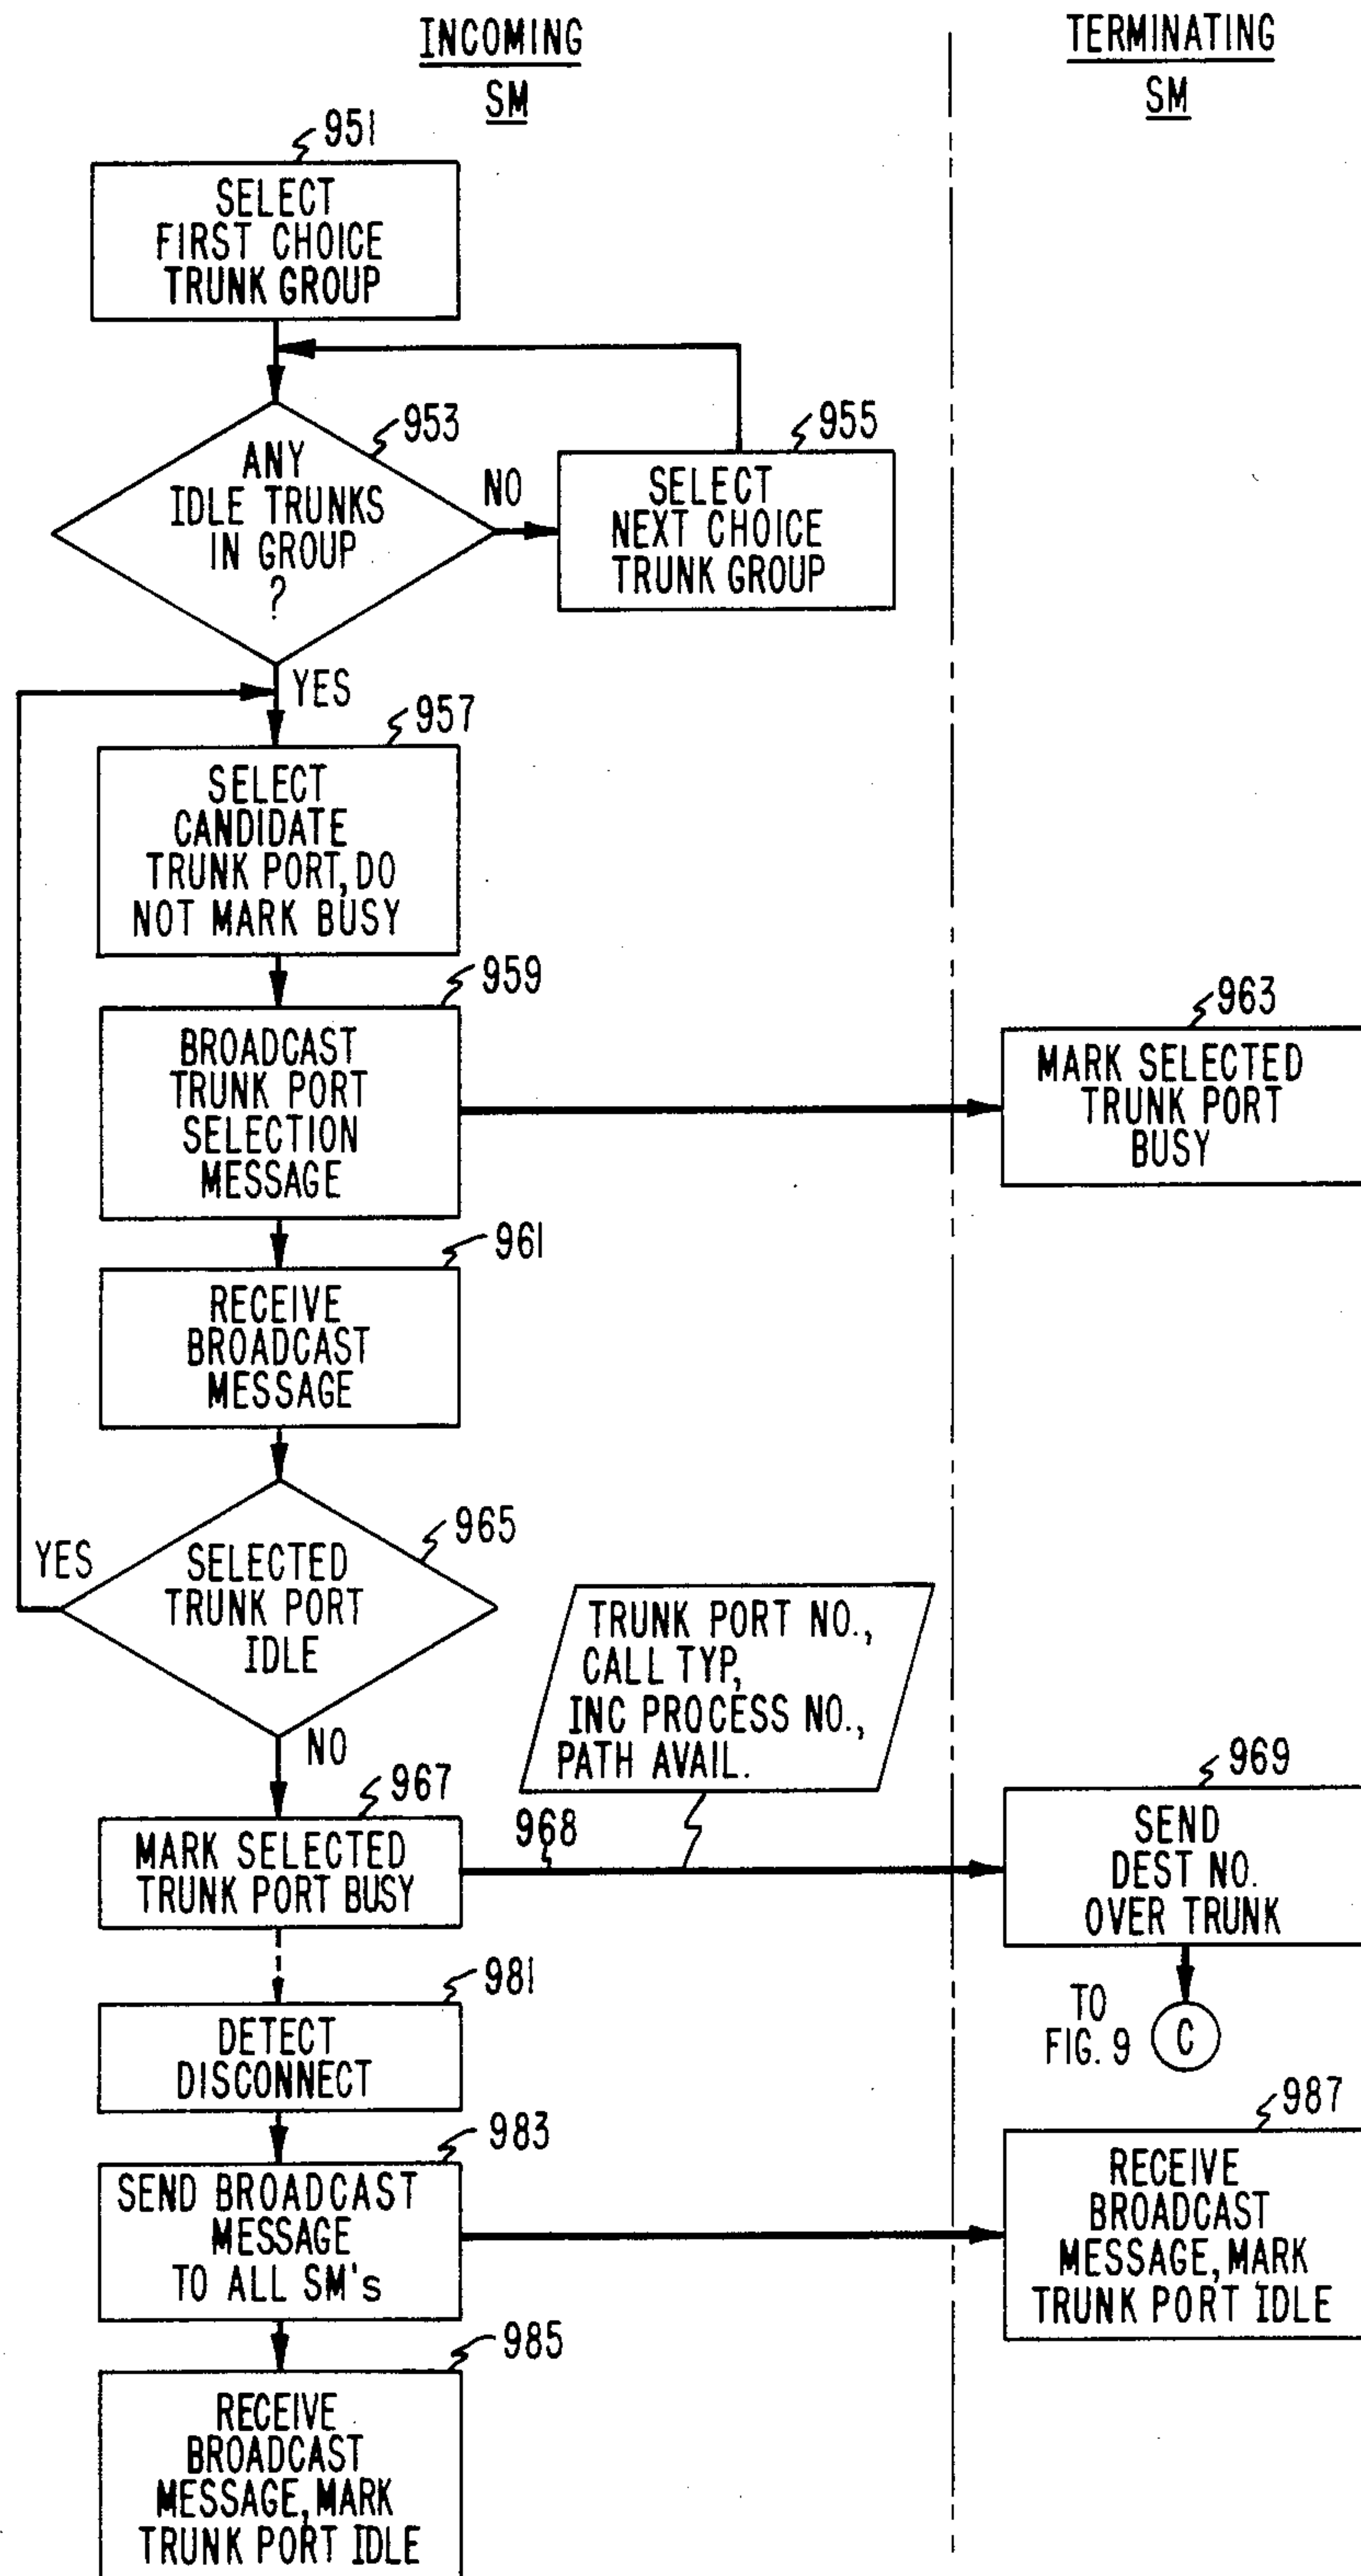 INCOMING
SM
TERMINATING
SM
951
SELECT
FIRST CHOICE
TRUNK GROUP
953
ANY
IDLE TRUNKS
IN GROUP
?
NO
955
SELECT
NEXT CHOICE
TRUNK GROUP
YES
957
SELECT
CANDIDATE
TRUNK PORT, DO
NOT MARK BUSY
959
BROADCAST
TRUNK PORT
SELECTION
MESSAGE
963
MARK SELECTED
TRUNK PORT
BUSY
961
RECEIVE
BROADCAST
MESSAGE
965
YES
SELECTED
TRUNK PORT
IDLE
NO
TRUNK PORT NO.,
CALL TYP,
INC PROCESS NO.,
PATH AVAIL.
967
MARK SELECTED
TRUNK PORT BUSY
968
969
SEND
DEST NO.
OVER TRUNK
TO
FIG. 9
C
981
DETECT
DISCONNECT
983
SEND BROADCAST
MESSAGE
TO ALL SM's
987
RECEIVE
BROADCAST
MESSAGE, MARK
TRUNK PORT IDLE
985
RECEIVE
BROADCAST
MESSAGE, MARK
TRUNK PORT IDLE